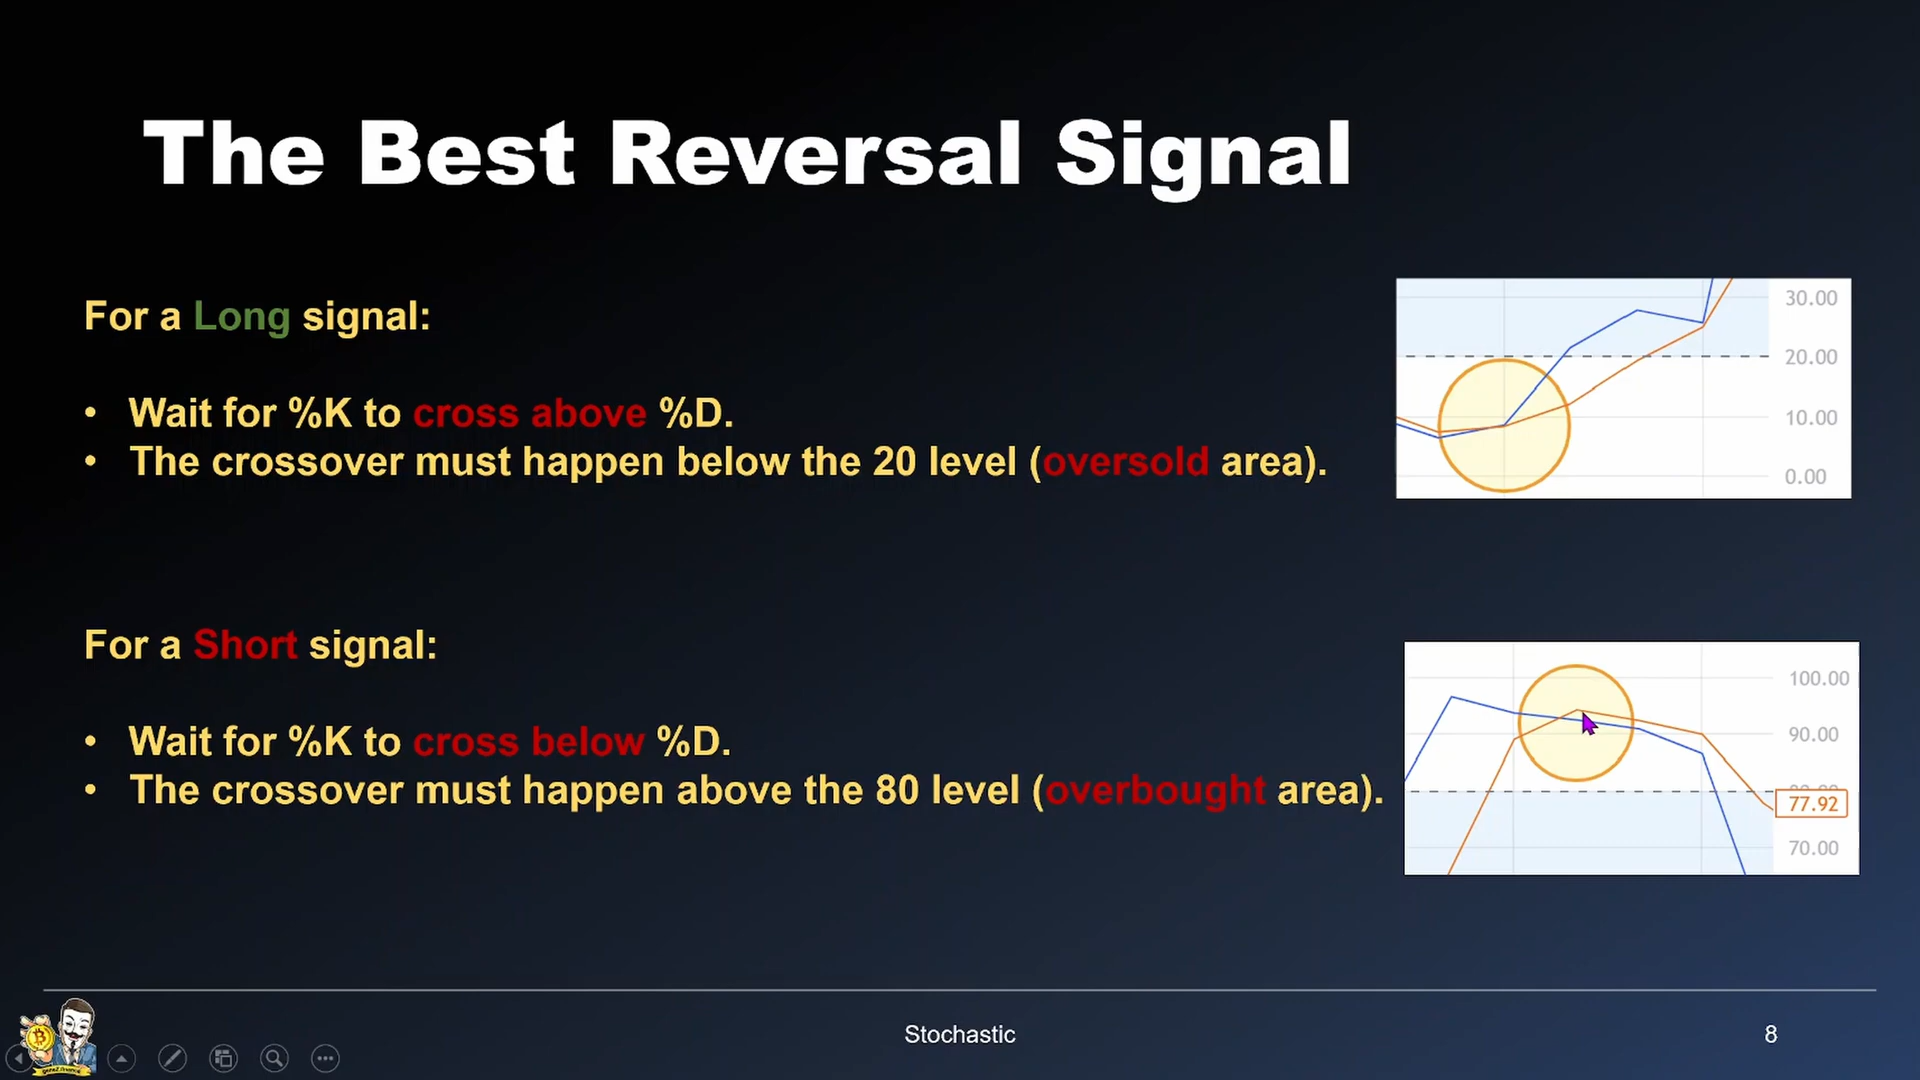 The Best Reversal Signal
For a Long signal:
• Wait for %K to cross above %D.
• The crossover must happen below the 20 level (oversold area).
30.00
20.00
10.00
0.00
For a Short signal:
• Wait for %K to cross below %D.
• The crossover must happen above the 80 level (overbought area).
100.00
90.00
77.92
70.00
Stochastic
8